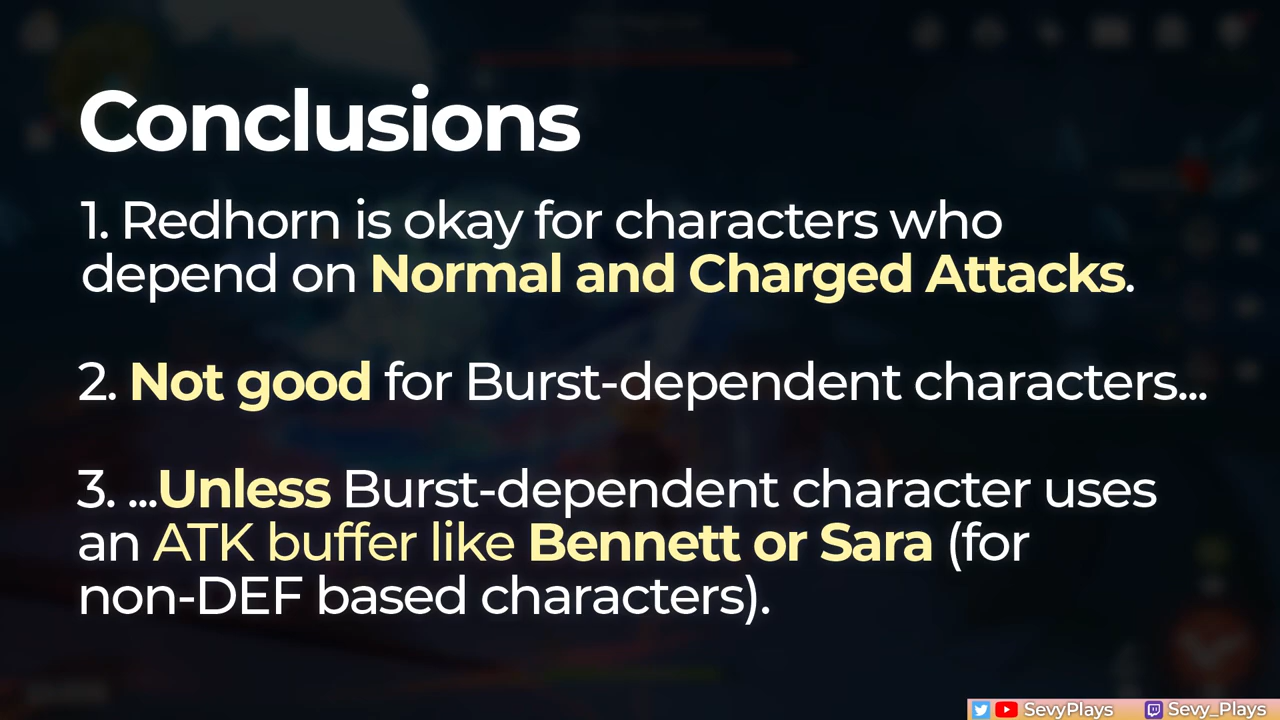 Conclusions
1. Redhorn is okay for characters who
depend on Normal and Charged Attacks.
2. Not good for Burst-dependent characters...
3. ...Unless Burst-dependent character uses
an ATK buffer like Bennett or Sara (for
non-DEF based characters).
SevyPlays Sevy_Plays